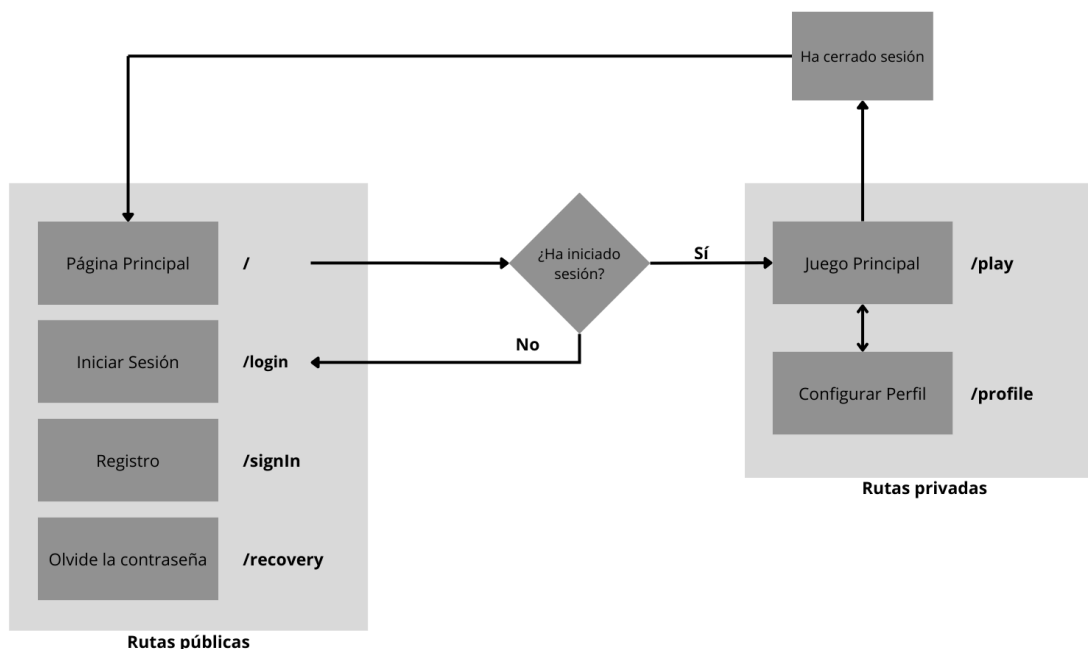 Ha cerrado sesión
Página Principal
/
¿Ha iniciado
sesión?
Sí
Juego Principal
/play
Iniciar Sesión
/login
No
Configurar Perfil
/profile
Registro
/signIn
Rutas privadas
Olvide la contraseña
/recovery
Rutas públicas